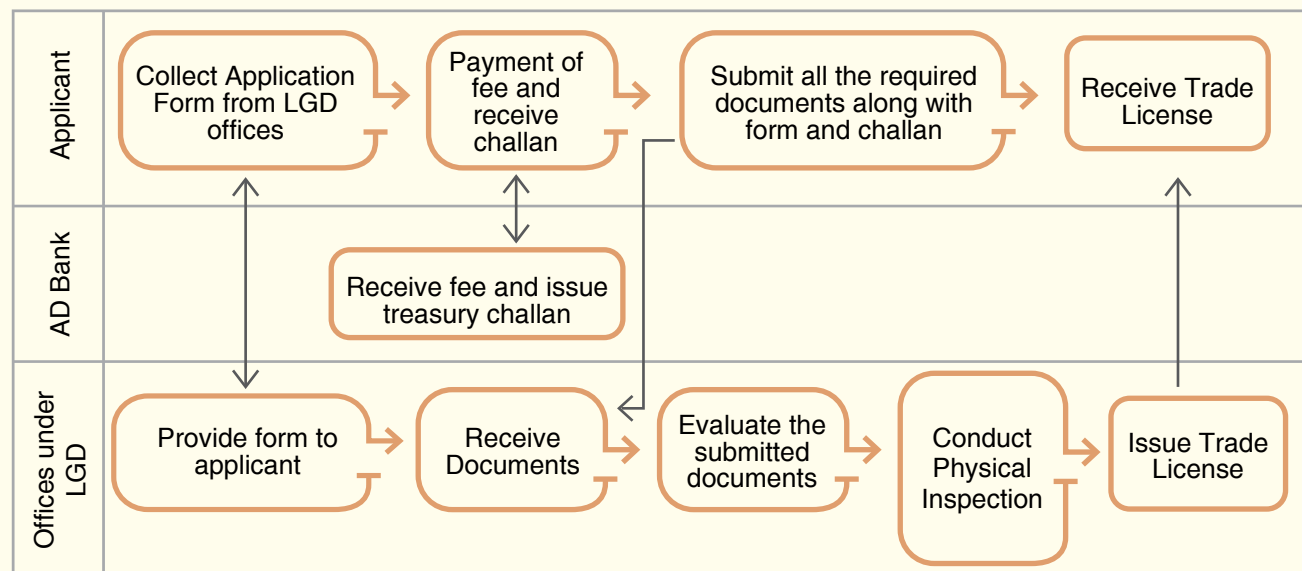 Applicant
Collect Application
Form from LGD
offices
Payment of
fee and
receive
challan
Submit all the required
documents along with
form and challan
Receive Trade
License
AD Bank
Receive fee and issue
treasury challan
Offices under
LGD
Provide form to
applicant
Receive
Documents
Evaluate the
submitted
documents
Conduct
Physical
Inspection
Issue Trade
License